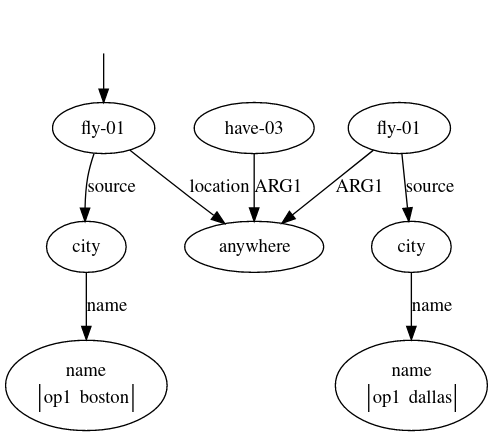 fly-01 have-03 fly-01
source location ARG1 ARG1 source
city anywhere city
name name
name name
op1 boston op1 dallas